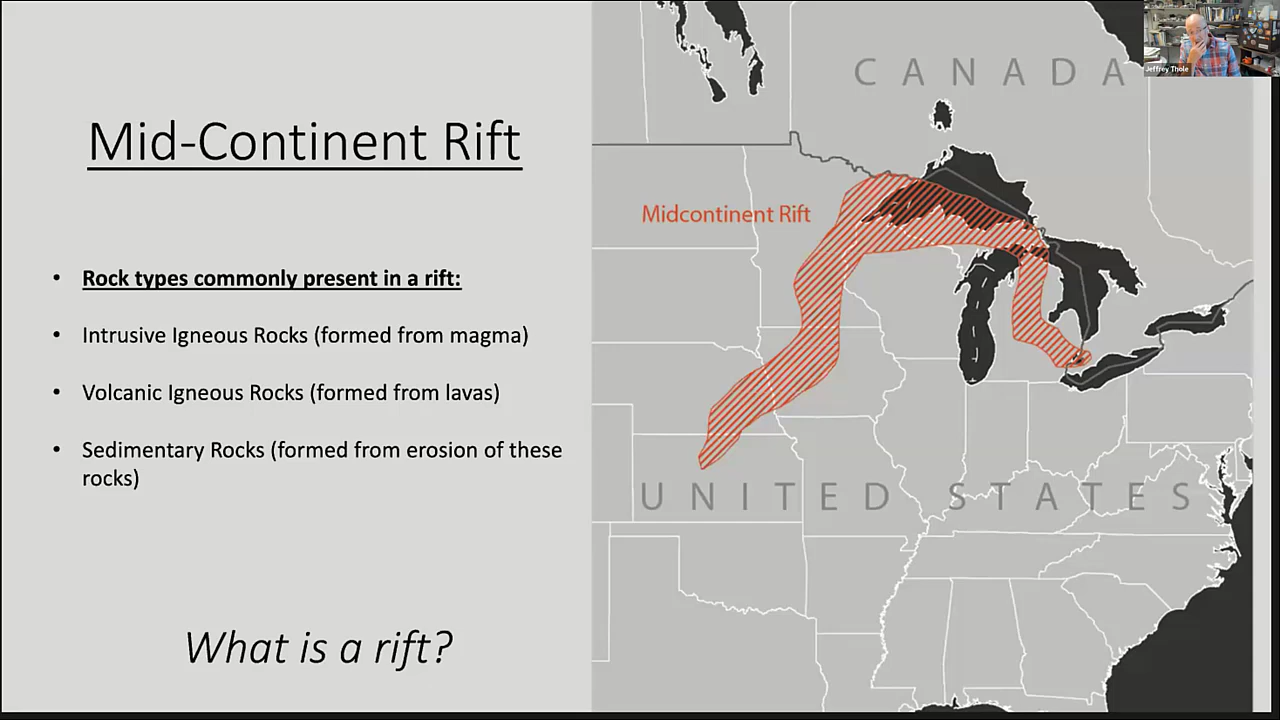 Mid-Continent Rift
• Rock types commonly present in a rift:
• Intrusive Igneous Rocks (formed from magma)
• Volcanic Igneous Rocks (formed from lavas)
• Sedimentary Rocks (formed from erosion of these
rocks)
What is a rift?
CANADA
Midcontinent Rift
UNITED STATES
Jeffrey Thole